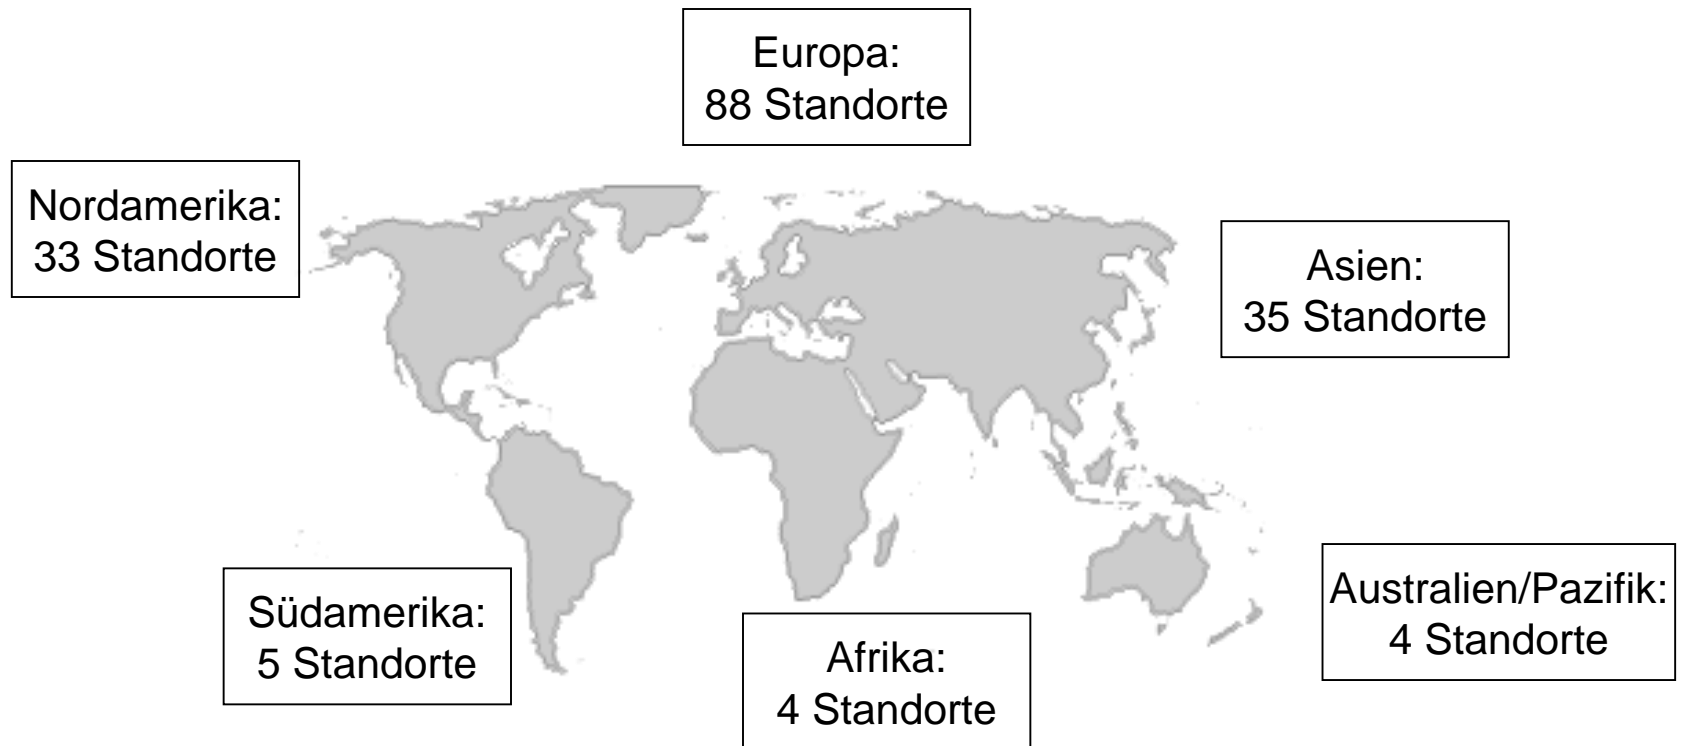 Europa:
88 Standorte
Nordamerika:
33 Standorte
Asien:
35 Standorte
Südamerika:
5 Standorte
Afrika:
4 Standorte
Australien/Pazifik:
4 Standorte